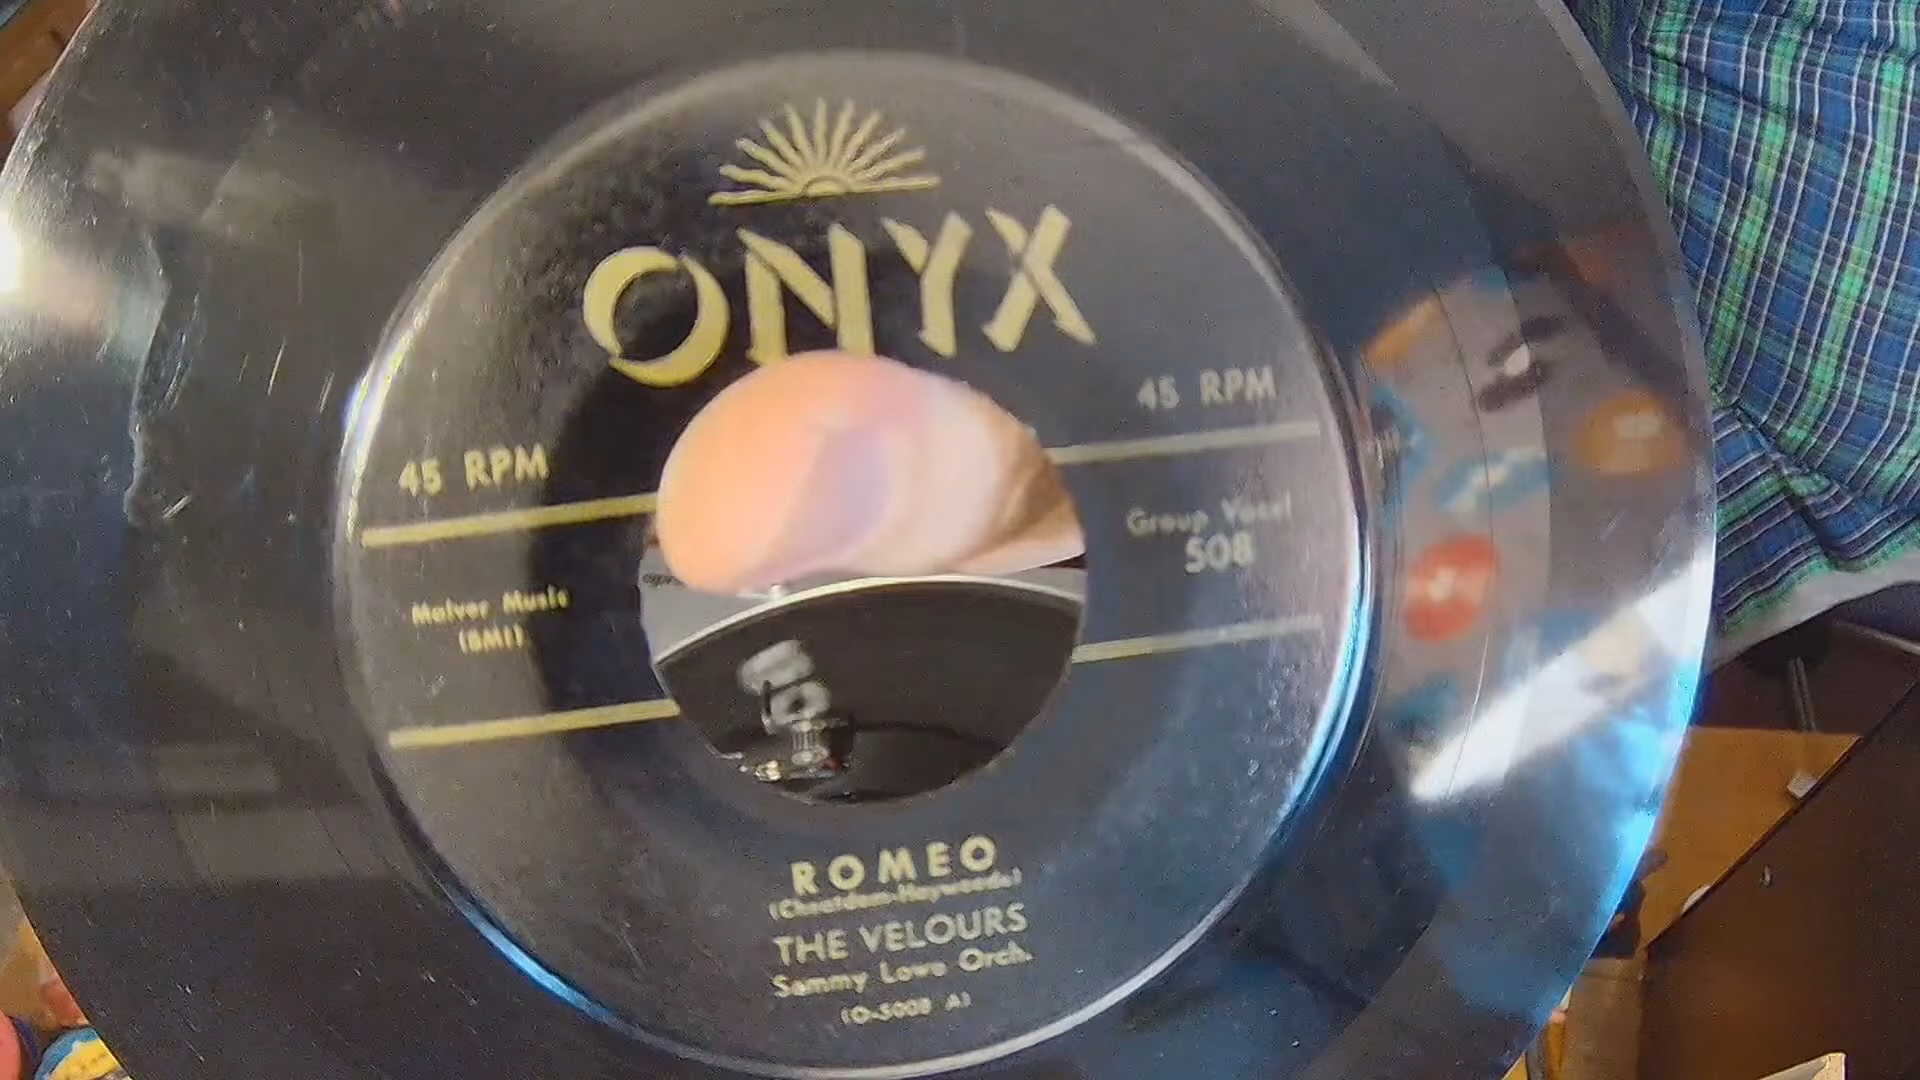 ONYX
45 RPM
45 RPM
Malver Music
(BMI)
Group Vocal
508
ROMEO
THE VELOURS
Sammy Lowe Orch.